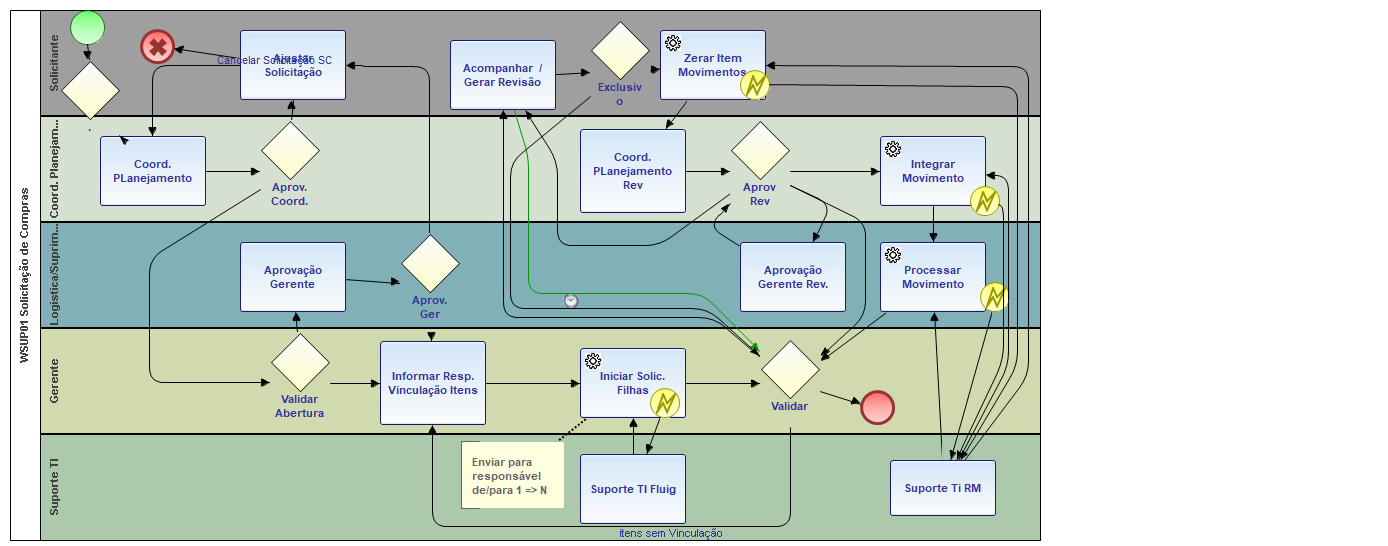 WSUP01 Solicitação de Compras
Solicitante
Cancelar Solicitação SC
Ajustar
Solicitação
Acompanhar /
Gerar Revisão
Exclusiv
o
Zerar Item
Movimentos
Coord. Planejam...
.
Coord.
PLanejamento
Aprov.
Coord.
Coord.
PLanejamento
Rev
Aprov
Rev
Integrar
Movimento
Logistica/Suprim...
Aprovação
Gerente
Aprov.
Ger
Aprovação
Gerente Rev.
Processar
Movimento
Gerente
Validar
Abertura
Informar Resp.
Vinculação Itens
Iniciar Solic.
Filhas
Validar
Suporte TI
Enviar para
responsável
de/para 1 => N
Suporte TI Fluig
Suporte Ti RM
itens sem Vinculação